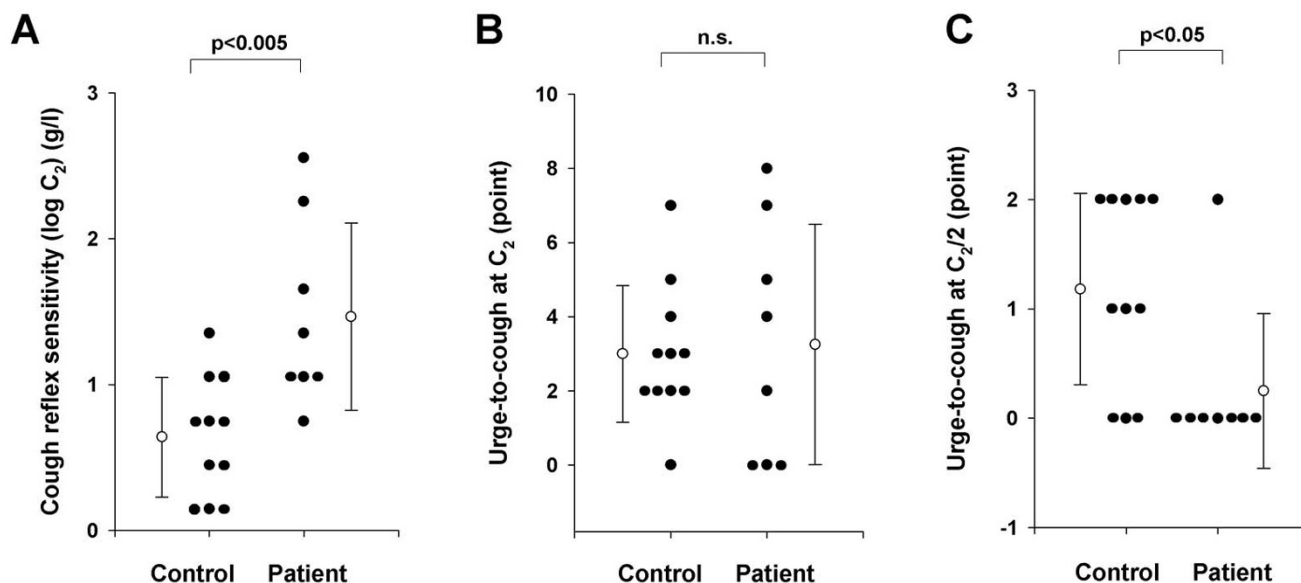 A
p<0.005
Cough reflex sensitivity (log C₂) (g/l)
3
2
1
0
Control Patient
B
n.s.
Urge-to-cough at C₂ (point)
10
8
6
4
2
0
Control Patient
C
p<0.05
Urge-to-cough at C₂/2 (point)
3
2
1
0
-1
Control Patient